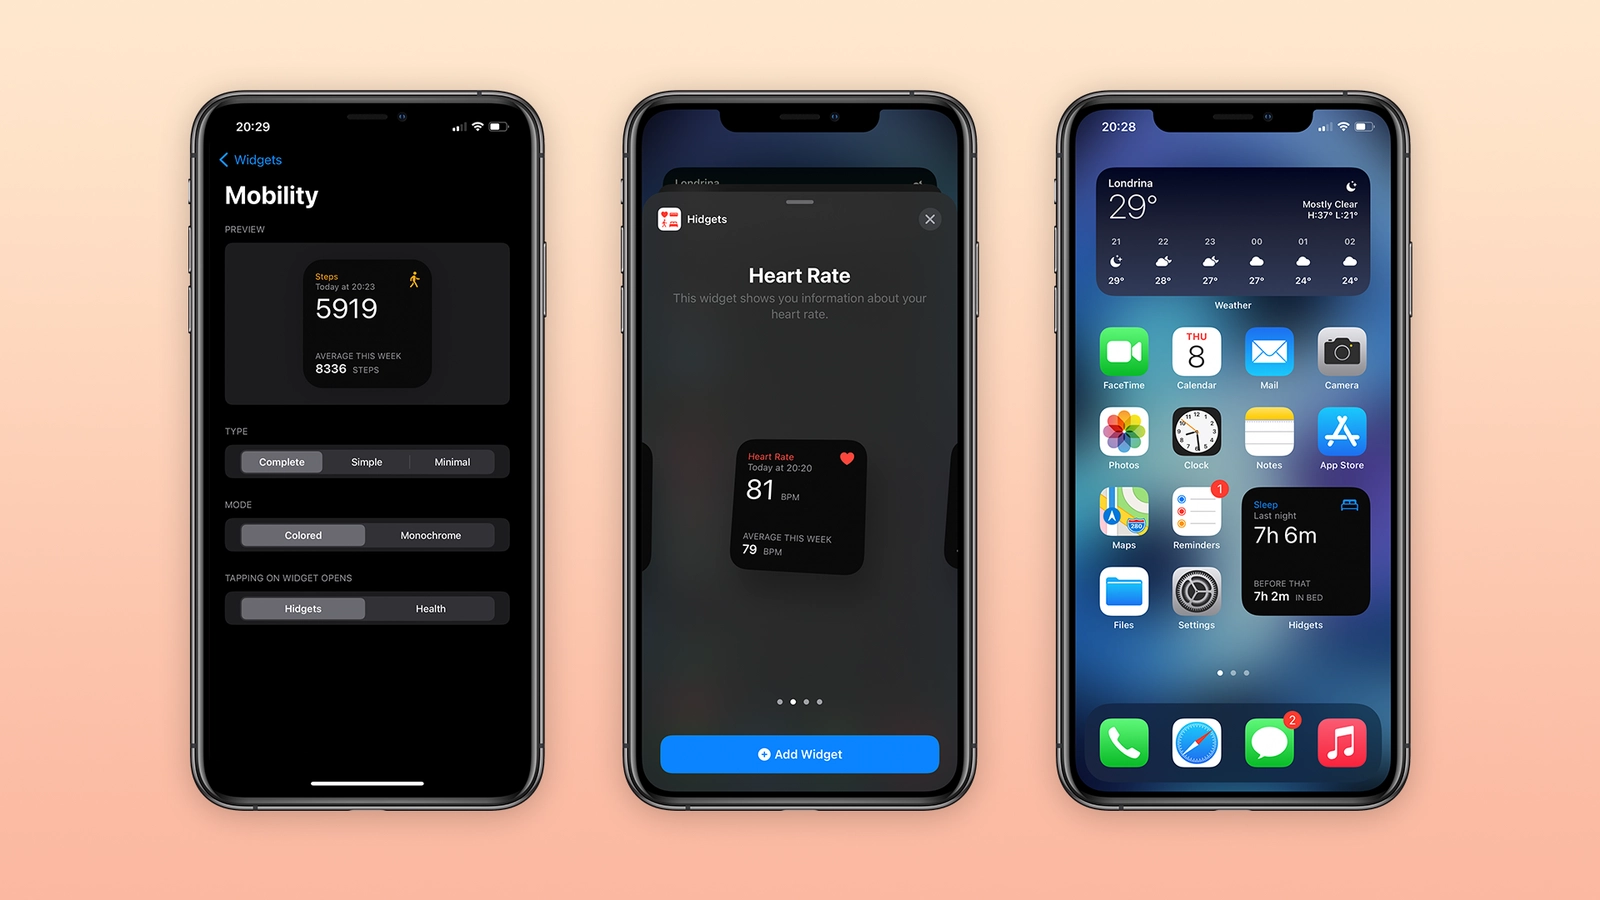 20:29
Widgets
Mobility
PREVIEW
Steps
Today at 20:23
5919
AVERAGE THIS WEEK
8336 STEPS
TYPE
Complete Simple Minimal
MODE
Colored Monochrome
TAPPING ON WIDGET OPENS
Hidgets Health
Londrina
Hidgets
Heart Rate
This widget shows you information about your
heart rate.
Heart Rate
Today at 20:20
81 BPM
AVERAGE THIS WEEK
79 BPM
Add Widget
20:28
Londrina
29°
Mostly Clear
H:37° L:21°
21 22 23 00 01 02
29° 28° 27° 27° 24° 24°
Weather
THU
8
FaceTime Calendar Mail Camera
Photos Clock Notes App Store
280
1
Maps Reminders
Sleep
Last night
7h 6m
BEFORE THAT
7h 2m IN BED
Files Settings Hidgets
2